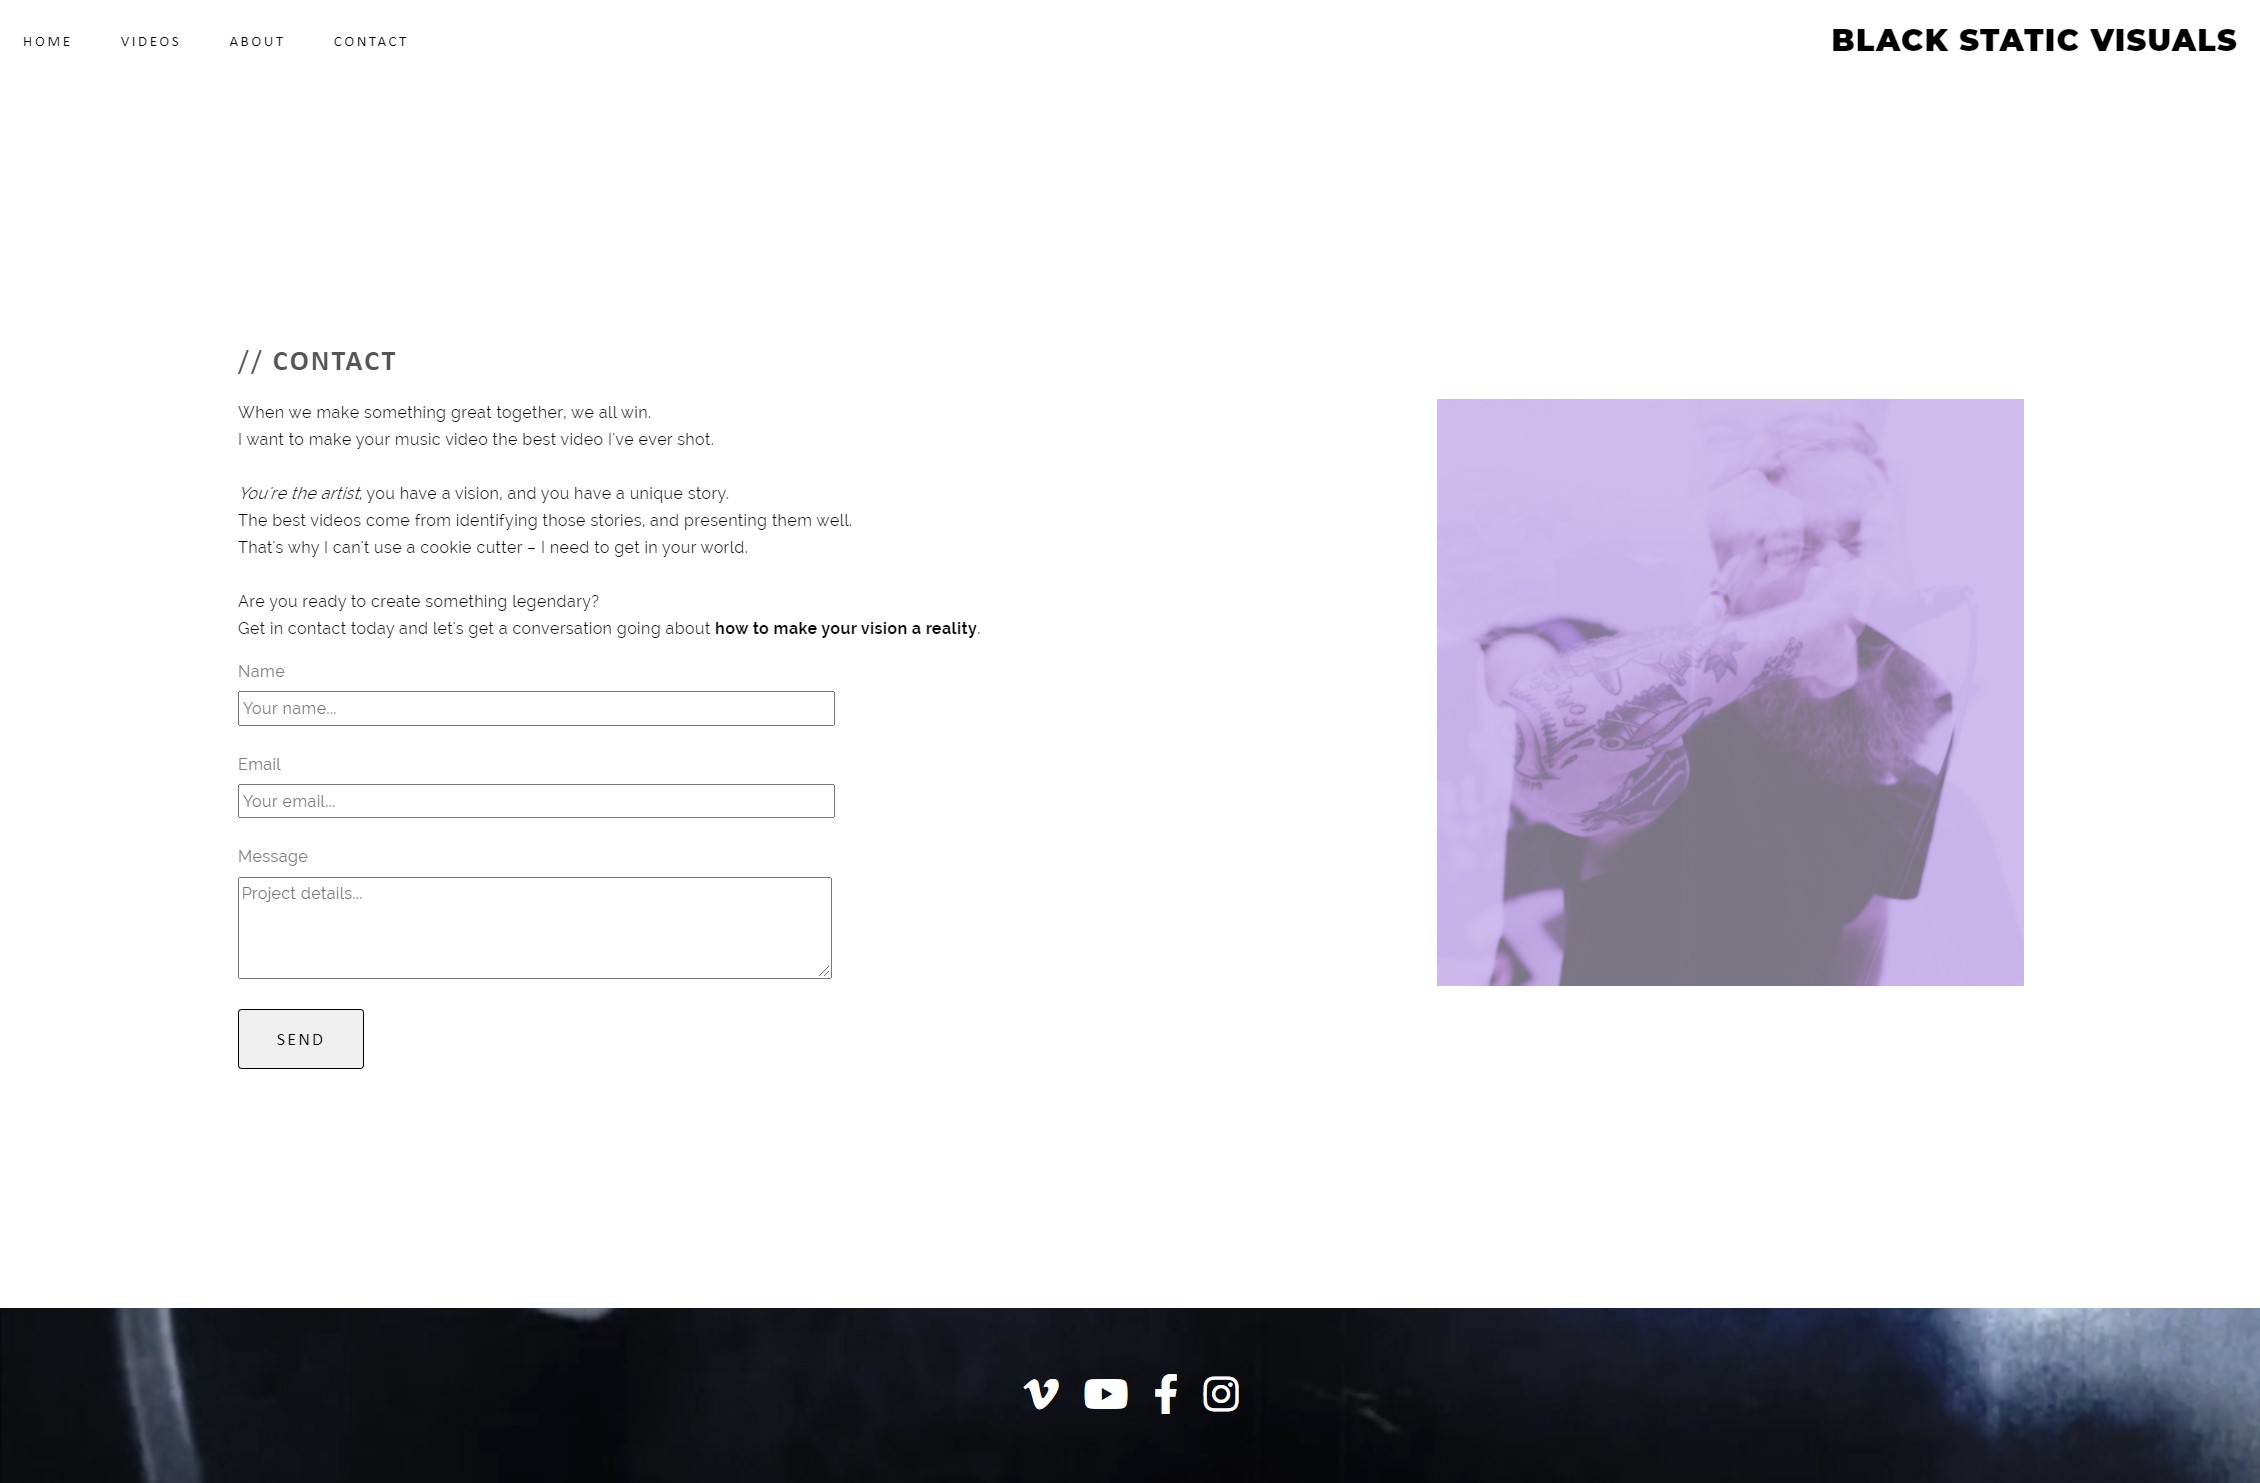 HOME VIDEOS ABOUT CONTACT
BLACK STATIC VISUALS
// CONTACT
When we make something great together, we all win.
I want to make your music video the best video I've ever shot.
You're the artist, you have a vision, and you have a unique story.
The best videos come from identifying those stories, and presenting them well.
That's why I can't use a cookie cutter – I need to get in your world.
Are you ready to create something legendary?
Get in contact today and let's get a conversation going about how to make your vision a reality.
Name
Your name...
Email
Your email...
Message
Project details...
SEND